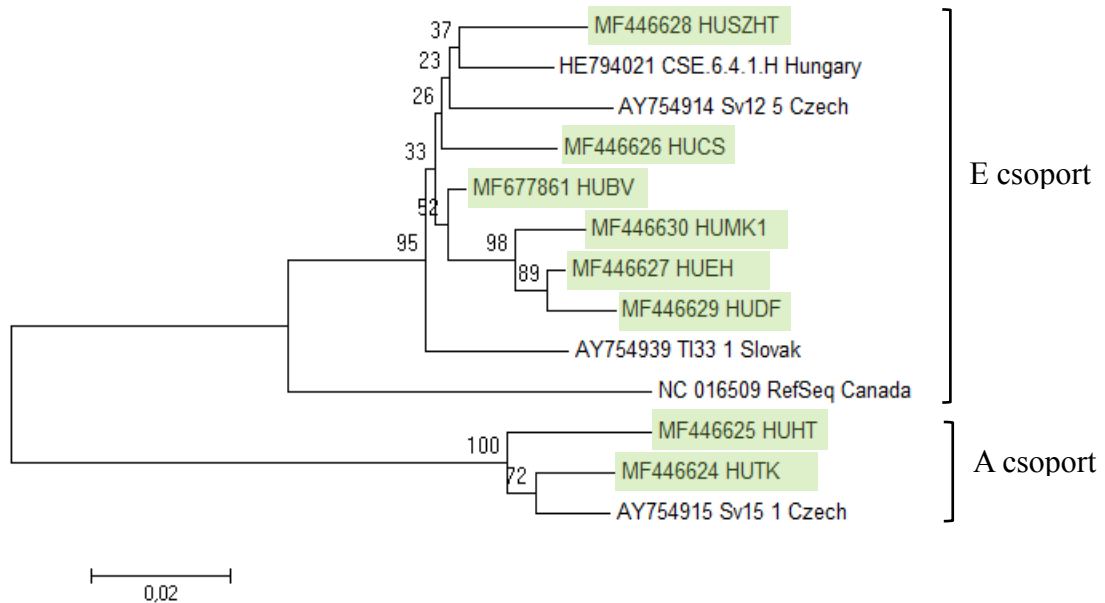 37
MF446628 HUSZHT
23
HE794021 CSE.6.4.1.H Hungary
26
AY754914 Sv12 5 Czech
33
MF446626 HUCS
E csoport
52
MF677861 HUBV
95
98
MF446630 HUMK1
89
MF446627 HUEH
MF446629 HUDF
AY754939 Tl33 1 Slovak
NC 016509 RefSeq Canada
100
MF446625 HUHT
72
MF446624 HUTK
A csoport
AY754915 Sv15 1 Czech
0,02